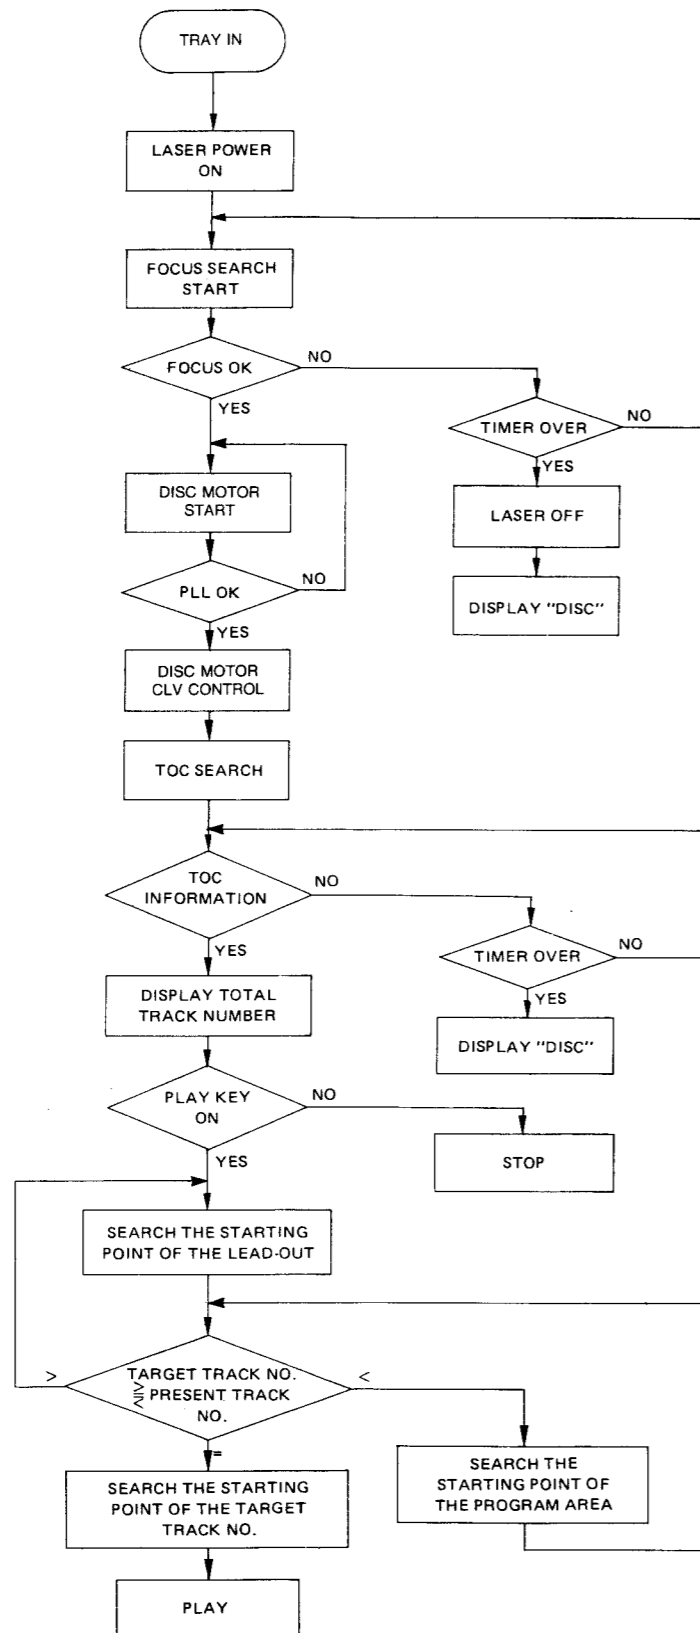 TRAY IN
LASER POWER
ON
FOCUS SEARCH
START
FOCUS OK
NO
YES
TIMER OVER
NO
YES
DISC MOTOR
START
LASER OFF
PLL OK
NO
YES
DISPLAY "DISC"
DISC MOTOR
CLV CONTROL
TOC SEARCH
TOC
INFORMATION
NO
YES
TIMER OVER
NO
YES
DISPLAY TOTAL
TRACK NUMBER
DISPLAY "DISC"
PLAY KEY
ON
NO
YES
STOP
SEARCH THE STARTING
POINT OF THE LEAD-OUT
>
TARGET TRACK NO.
⋛ PRESENT TRACK
NO.
<
=
SEARCH THE STARTING
POINT OF THE TARGET
TRACK NO.
SEARCH THE
STARTING POINT OF
THE PROGRAM AREA
PLAY